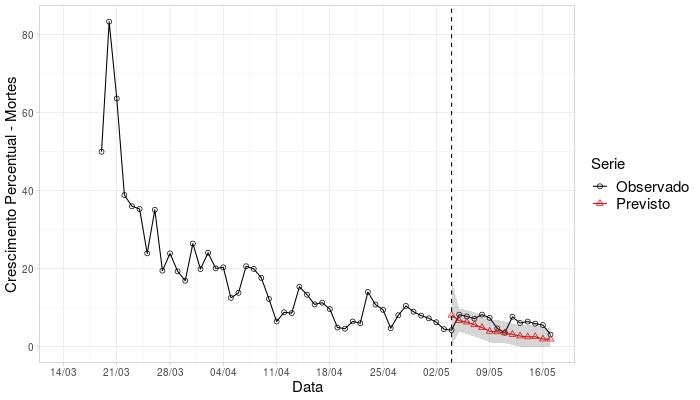 Crescimento Percentual - Mortes
80
60
40
20
0
14/03 21/03 28/03 04/04 11/04 18/04 25/04 02/05 09/05 16/05
Data
Serie
Observado
Previsto